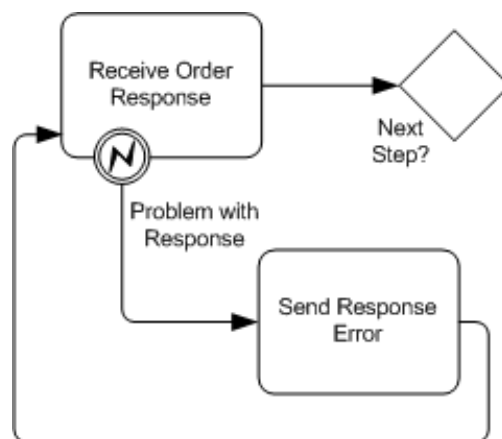 Receive Order
Response
Next
Step?
Problem with
Response
Send Response
Error